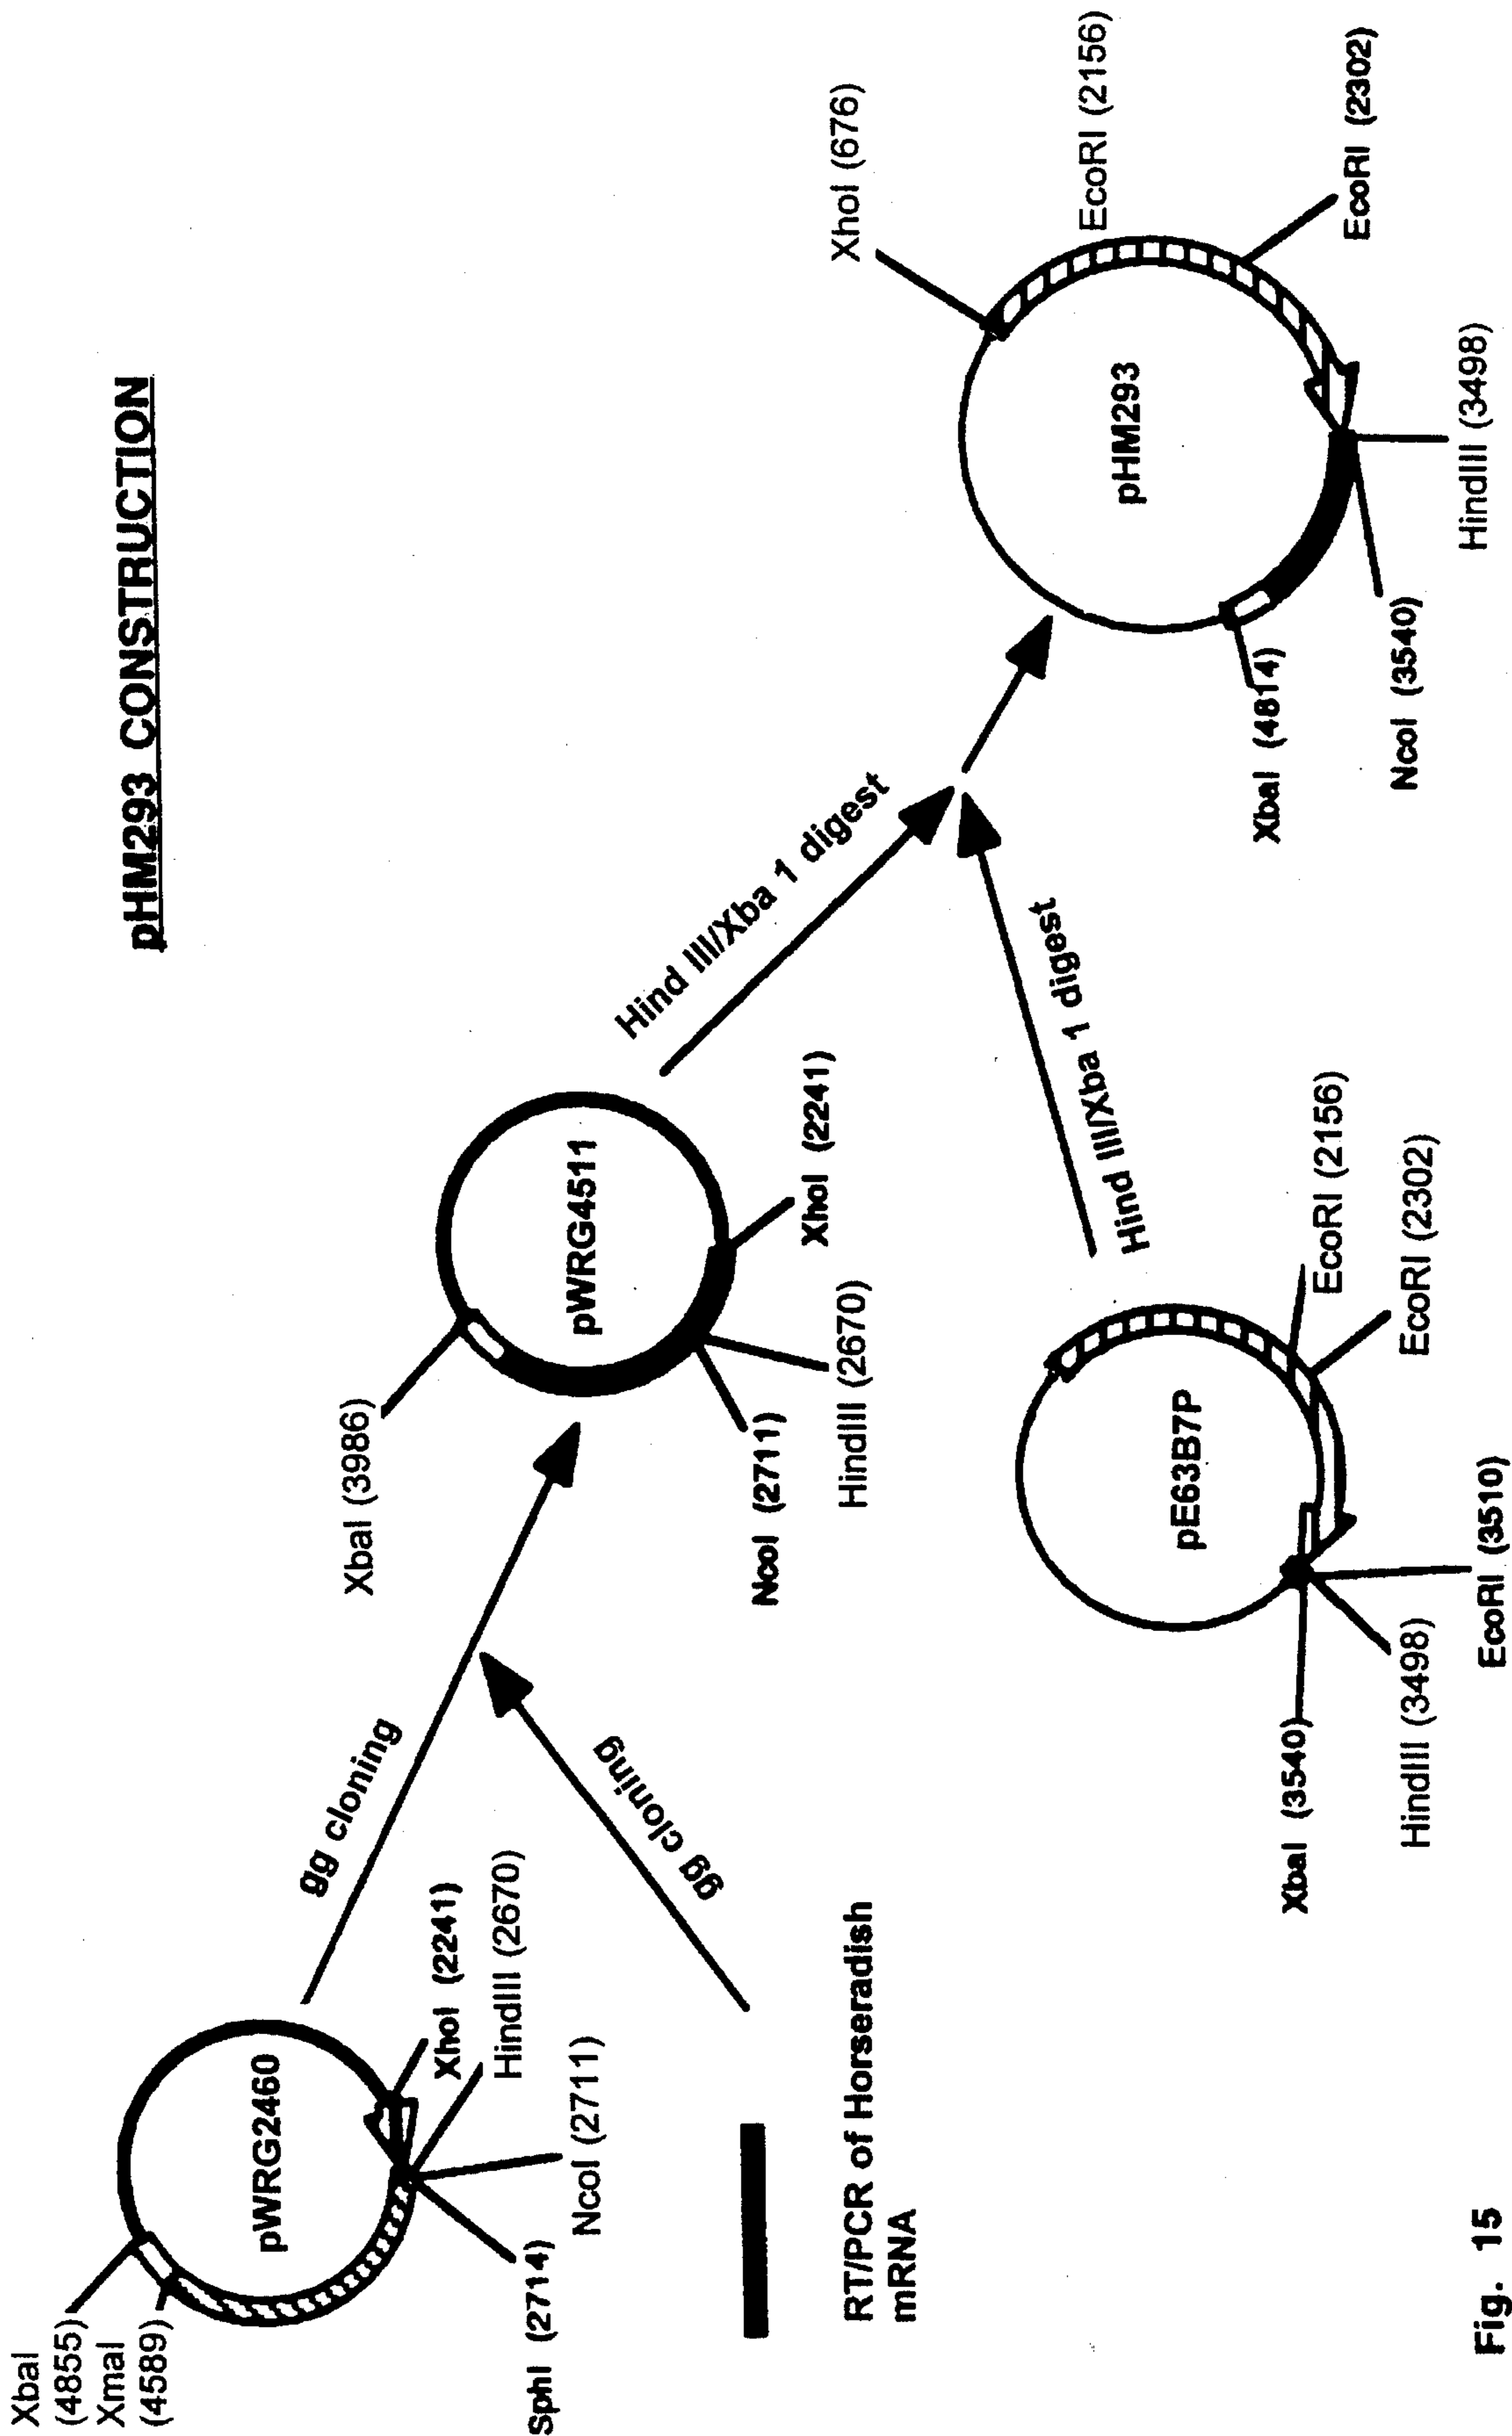 pHM293 CONSTRUCTION
XbaI
(4855)
XmaI
(4589)
pWRG2460
XhoI (2241)
HindIII (2670)
NcoI (2711)
SphI (2714)
gg cloning
gg cloning
RT/PCR of Horseradish
mRNA
XbaI (3986)
pWRG4511
XhoI (2241)
HindIII (2670)
NcoI (2711)
Hind III/Xba 1 digest
Hind III/Xba 1 digest
pE63B7P
EcoRI (2156)
EcoRI (2302)
EcoRI (3510)
HindIII (3498)
XbaI (3540)
XhoI (676)
EcoRI (2156)
pHM293
EcoRI (2302)
HindIII (3498)
NcoI (3540)
XbaI (4814)
Fig. 15